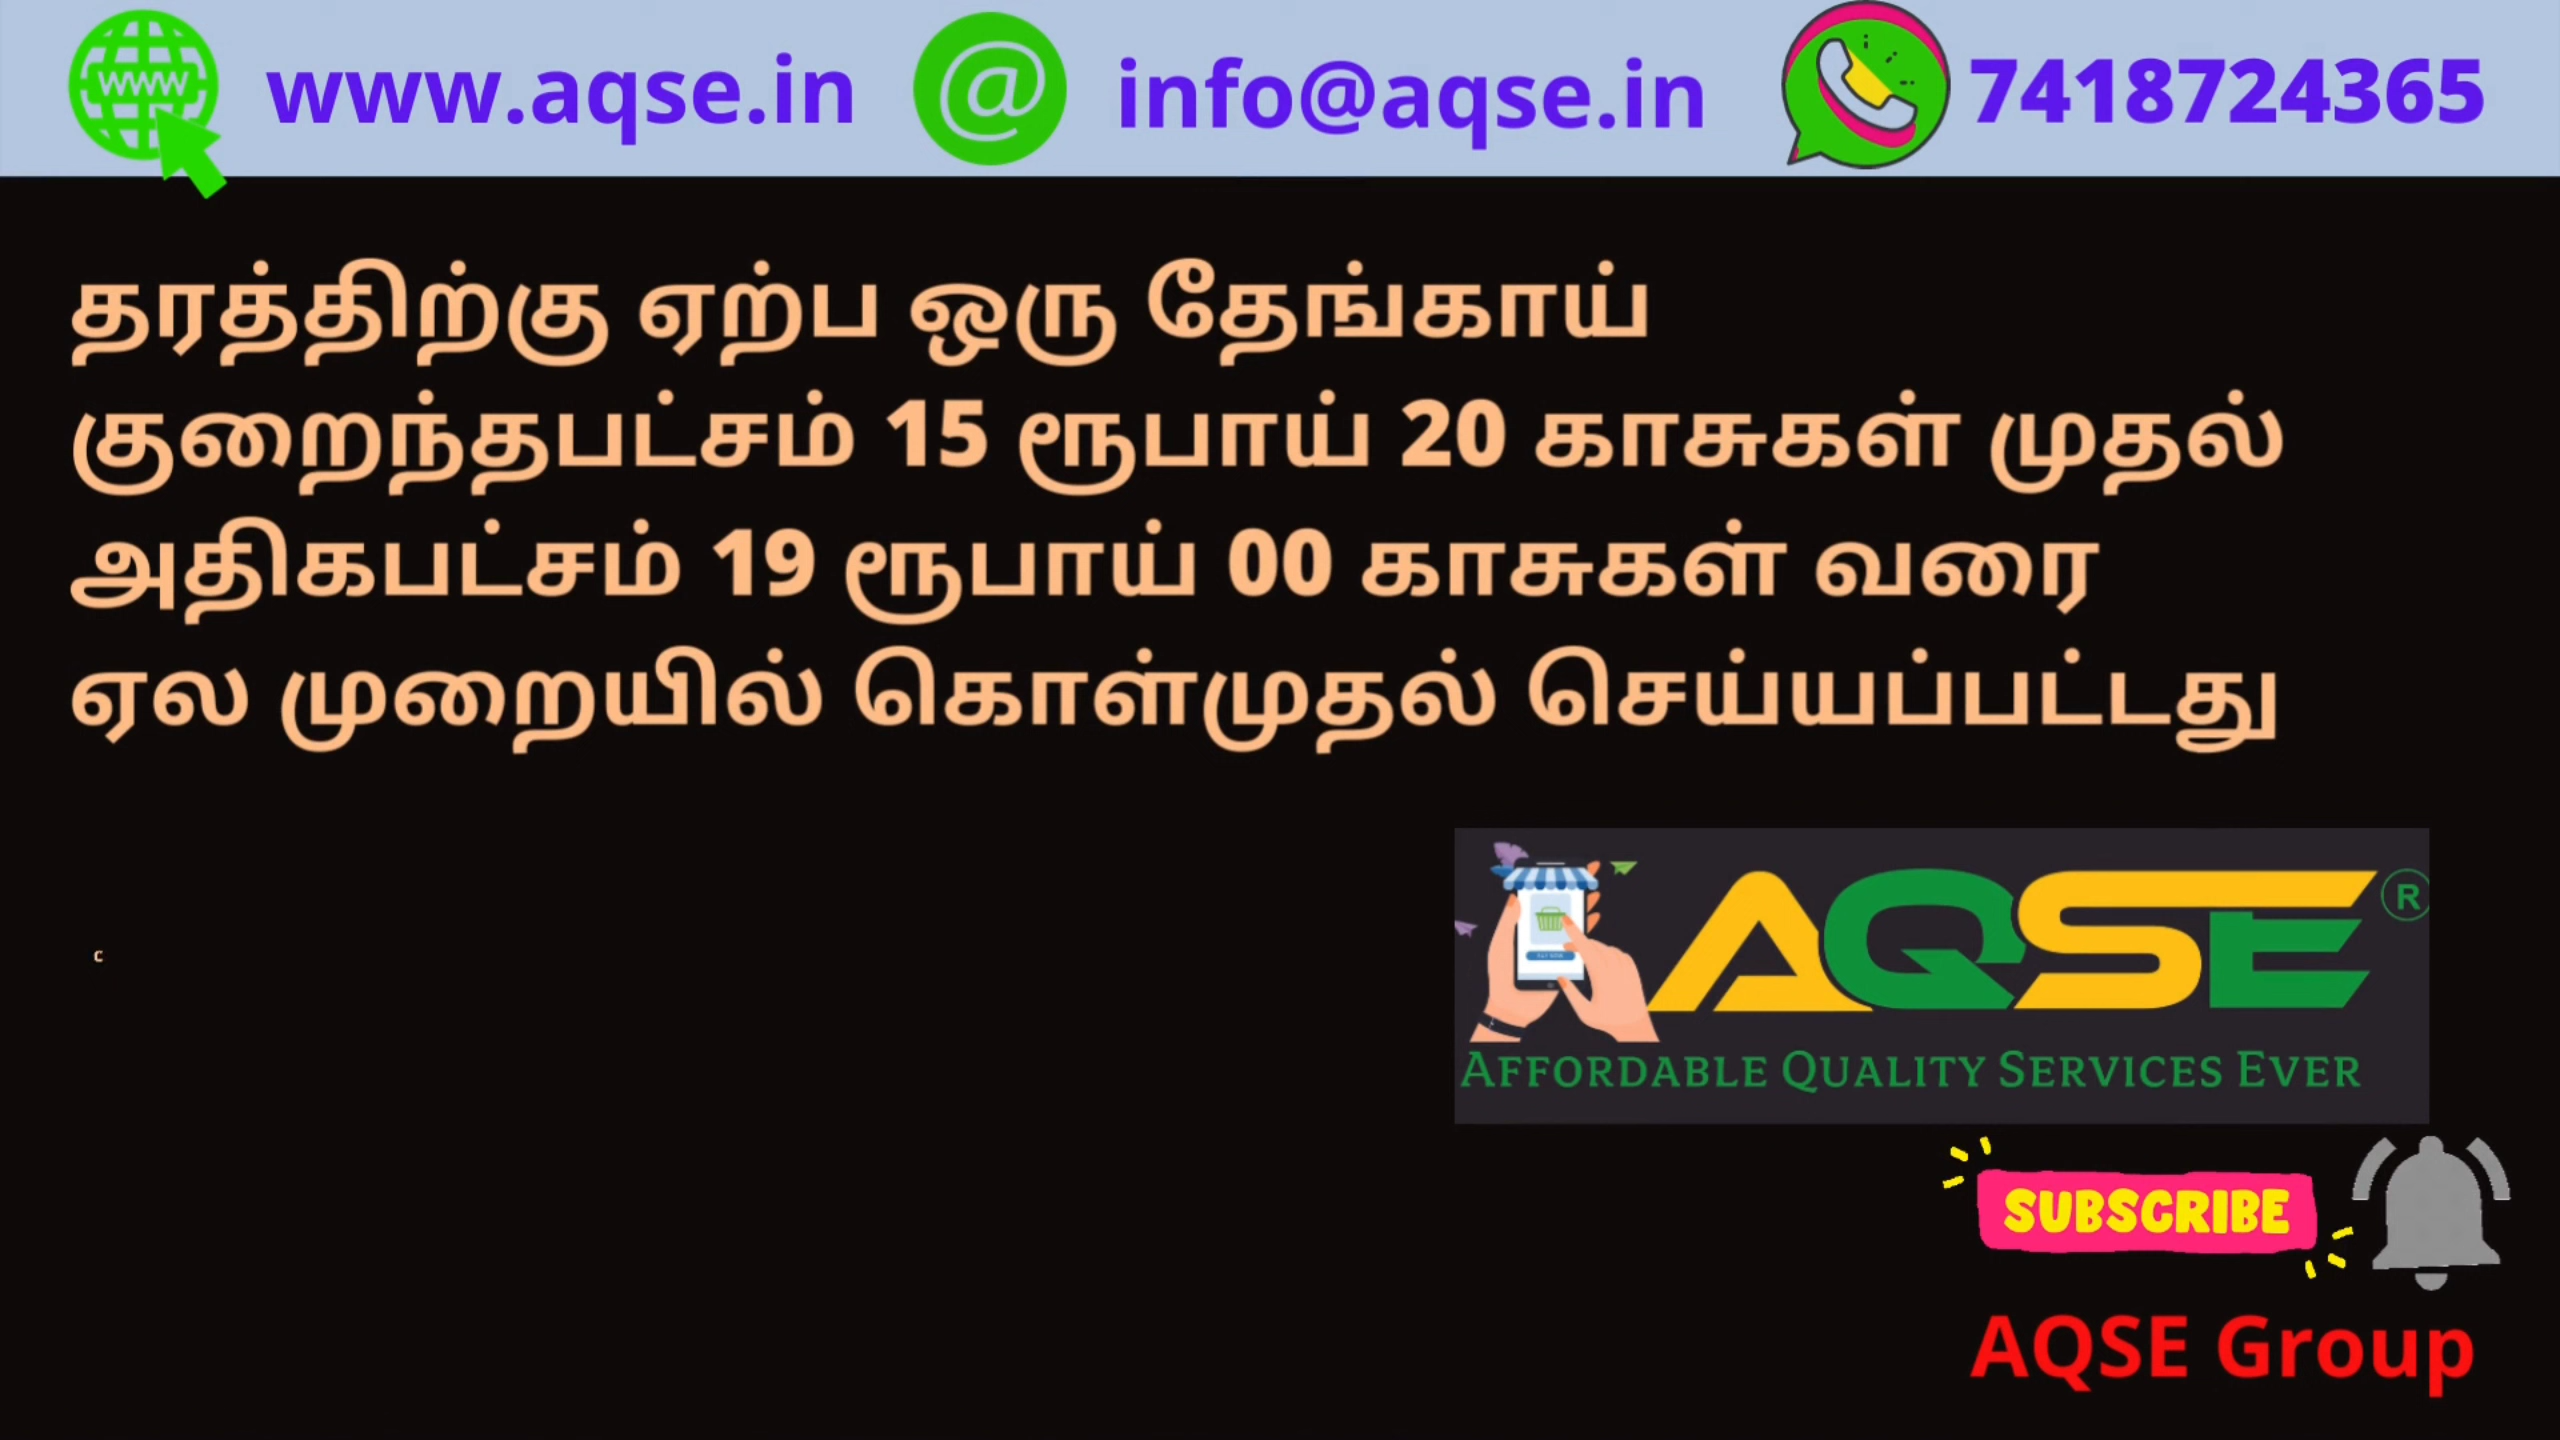 www
www.aqse.in @ info@aqse.in 7418724365
தரத்திற்கு ஏற்ப ஒரு தேங்காய்
குறைந்தபட்சம் 15 ரூபாய் 20 காசுகள் முதல்
அதிகபட்சம் 19 ரூபாய் 00 காசுகள் வரை
ஏல முறையில் கொள்முதல் செய்யப்பட்டது
c
AQSE ®
AFFORDABLE QUALITY SERVICES EVER
SUBSCRIBE
AQSE Group